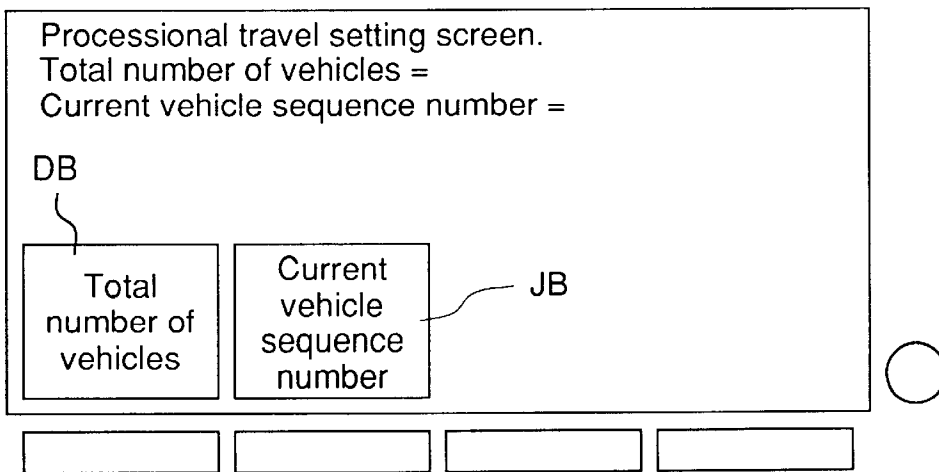 Processional travel setting screen.
Total number of vehicles =
Current vehicle sequence number =
DB
Total
number of
vehicles
Current
vehicle
sequence
number
JB